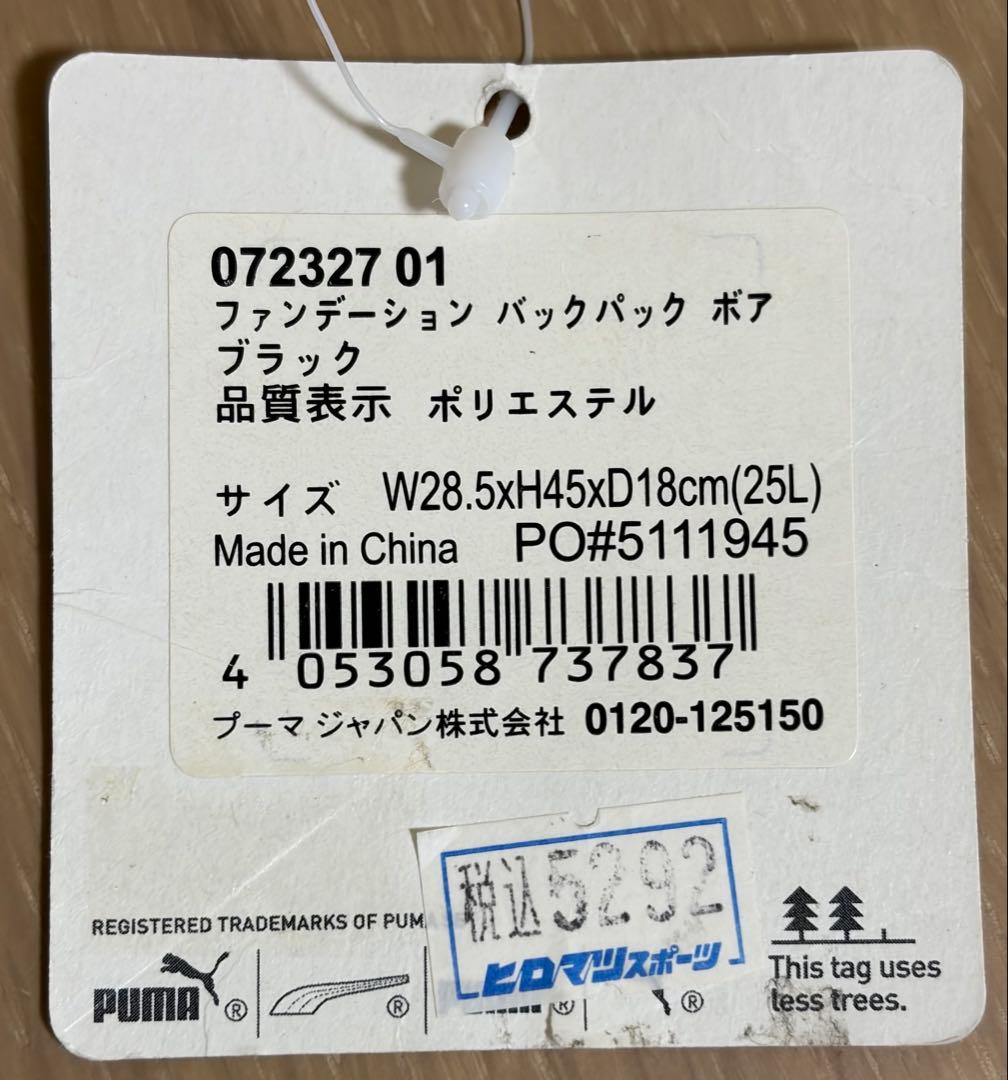 072327 01
ファンデーション バックパック ボア
ブラック
品質表示 ポリエステル
サイズ W28.5xH45xD18cm(25L)
Made in China PO#5111945
4 053058 737837
プーマ ジャパン株式会社 0120-125150
税込5292
ヒロマツスポーツ
REGISTERED TRADEMARKS OF PUM
PUMA® ® ® ®
This tag uses
less trees.